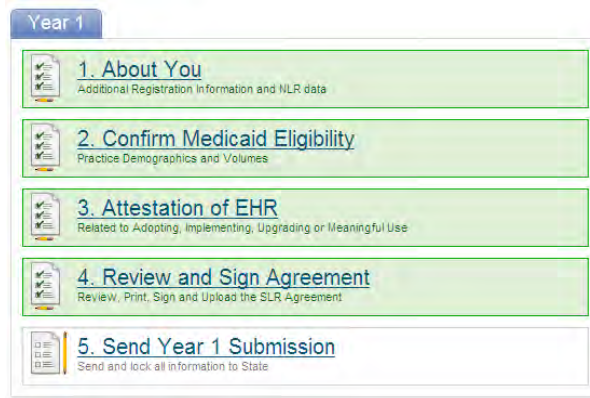 Year 1
1. About You
Additional Registration Information and NLR data
2. Confirm Medicaid Eligibility
Practice Demographics and Volumes
3. Attestation of EHR
Related to Adopting, Implementing, Upgrading or Meaningful Use
4. Review and Sign Agreement
Review, Print, Sign and Upload the SLR Agreement
5. Send Year 1 Submission
Send and lock all information to State